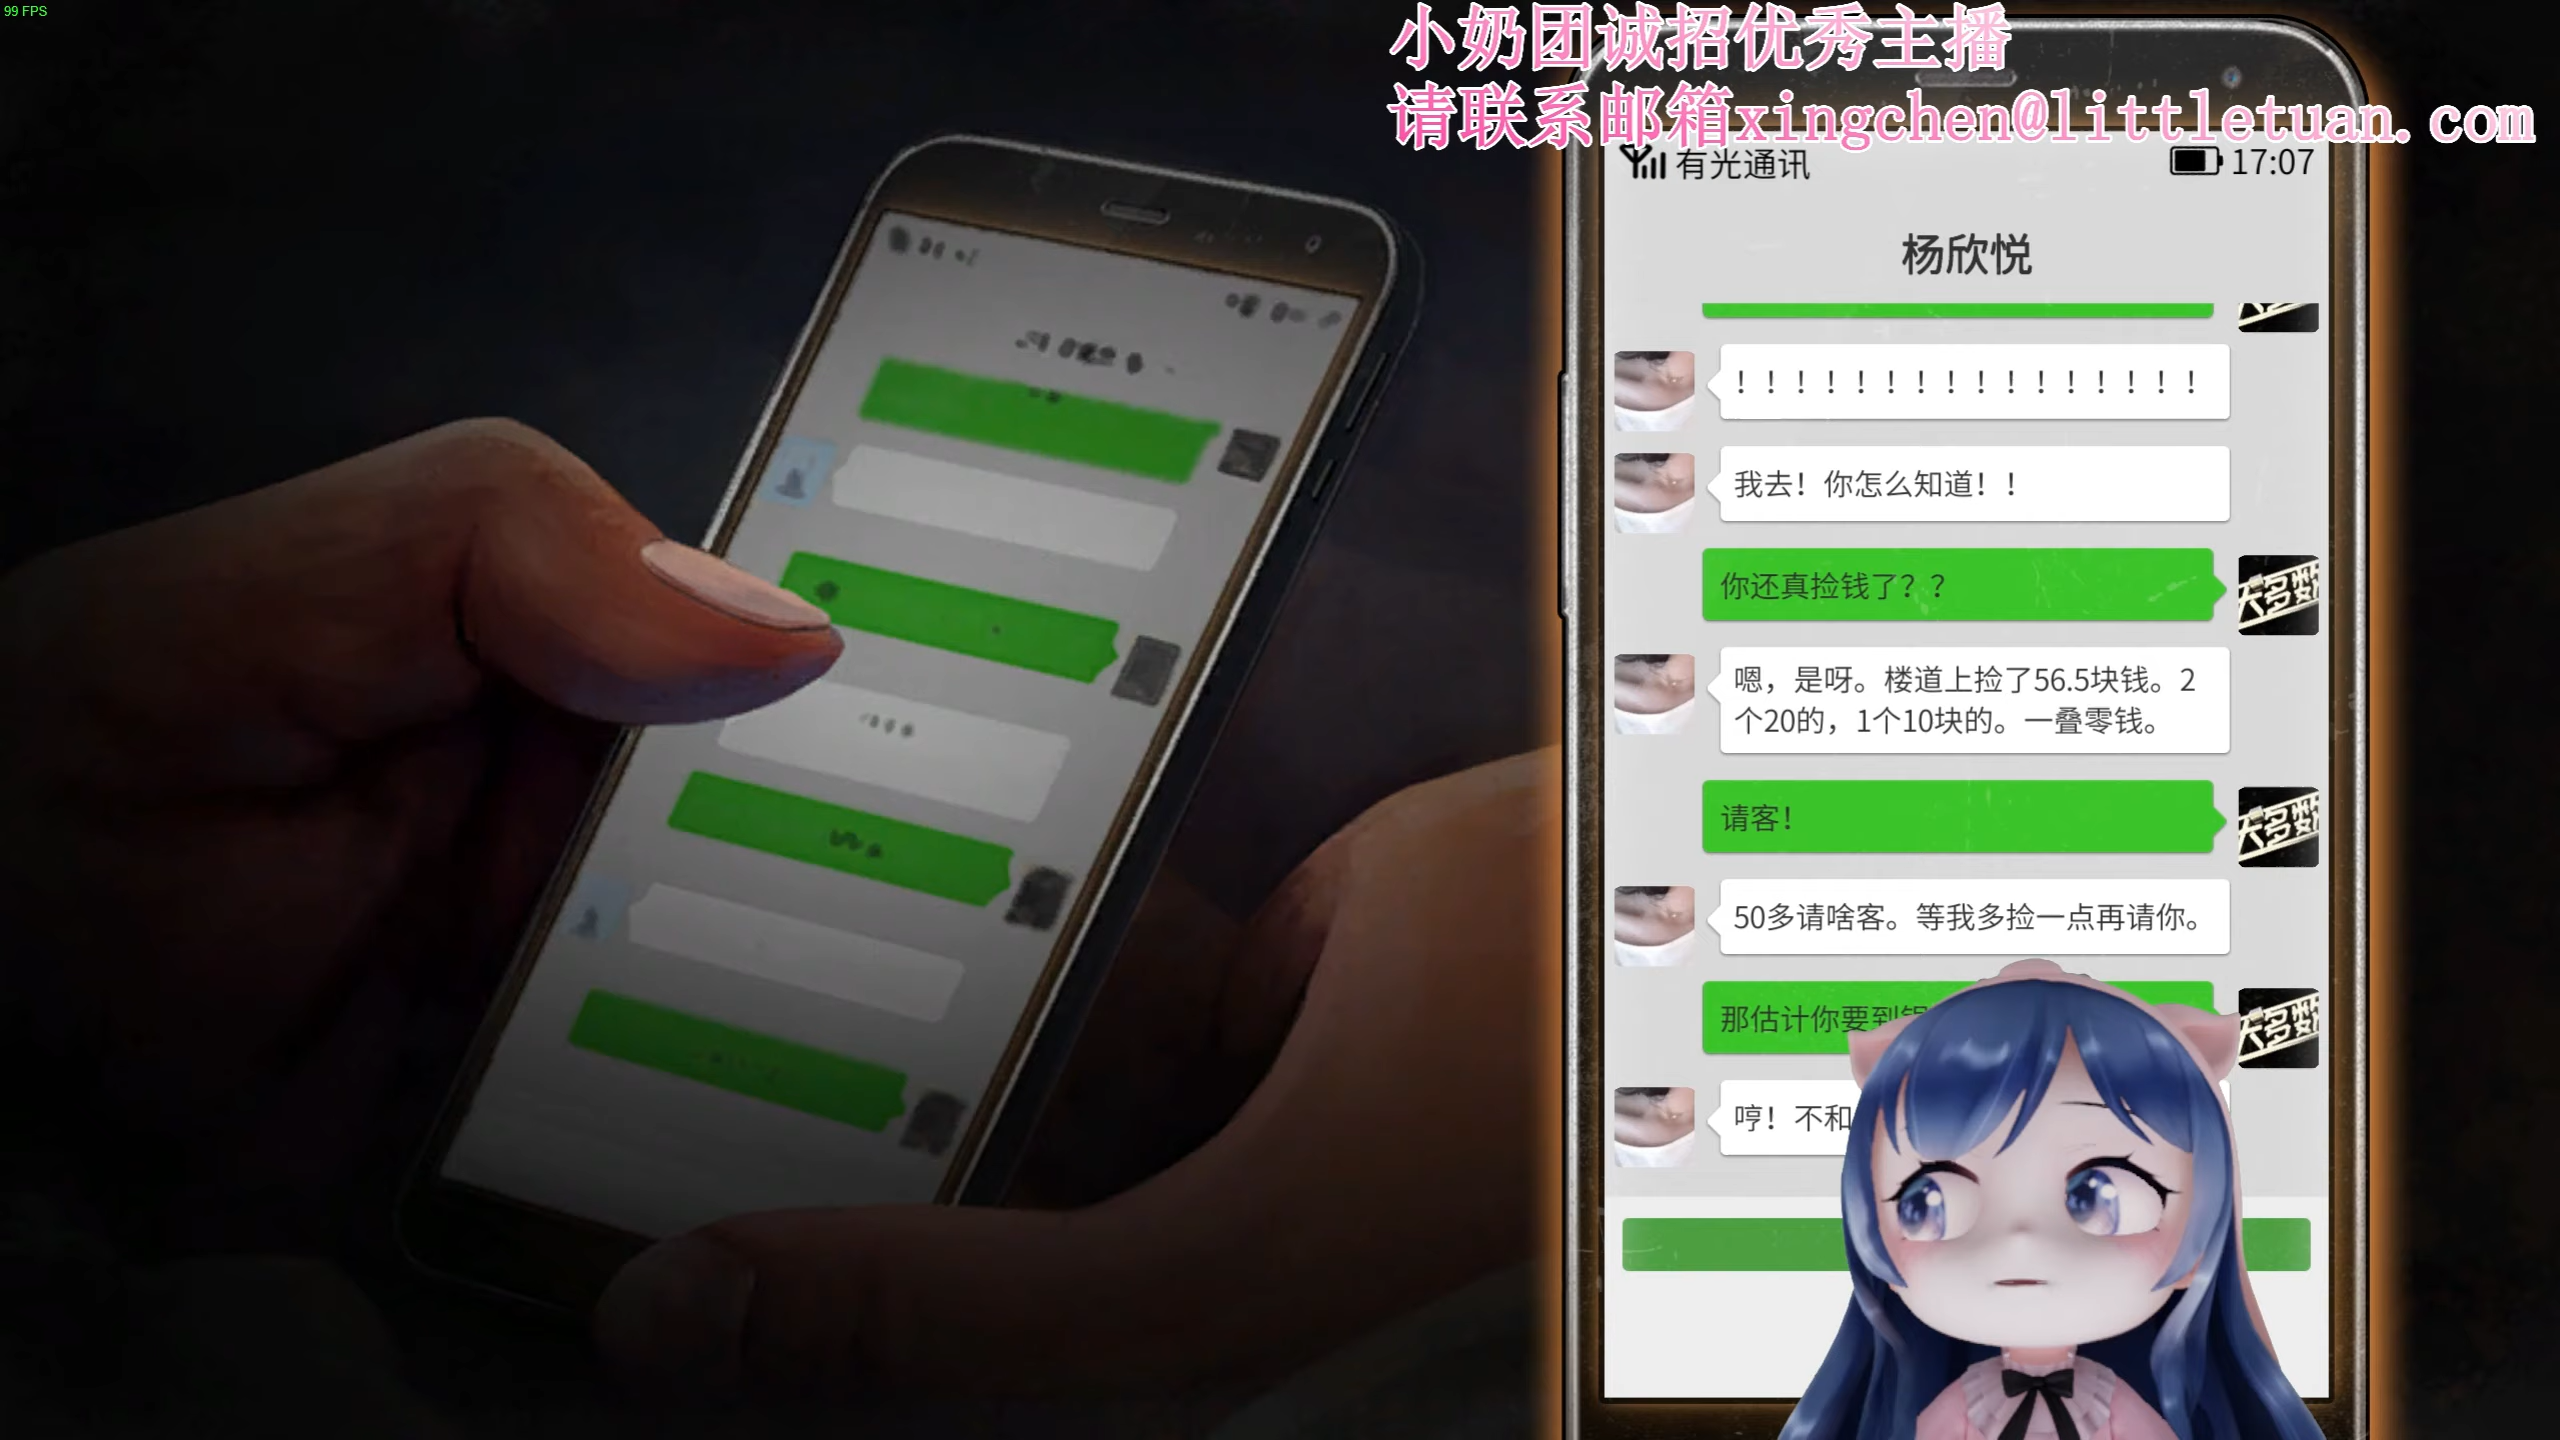 99 FPS
小奶团诚招优秀主播
请联系邮箱xingchen@littletuan.com
有光通讯
17:07
杨欣悦
！！！！！！！！！！！！！！！！
我去！你怎么知道！！
你还真捡钱了？？
嗯，是呀。楼道上捡了56.5块钱。2
个20的，1个10块的。一叠零钱。
请客！
50多请啥客。等我多捡一点再请你。
那估计你要到
哼！不和